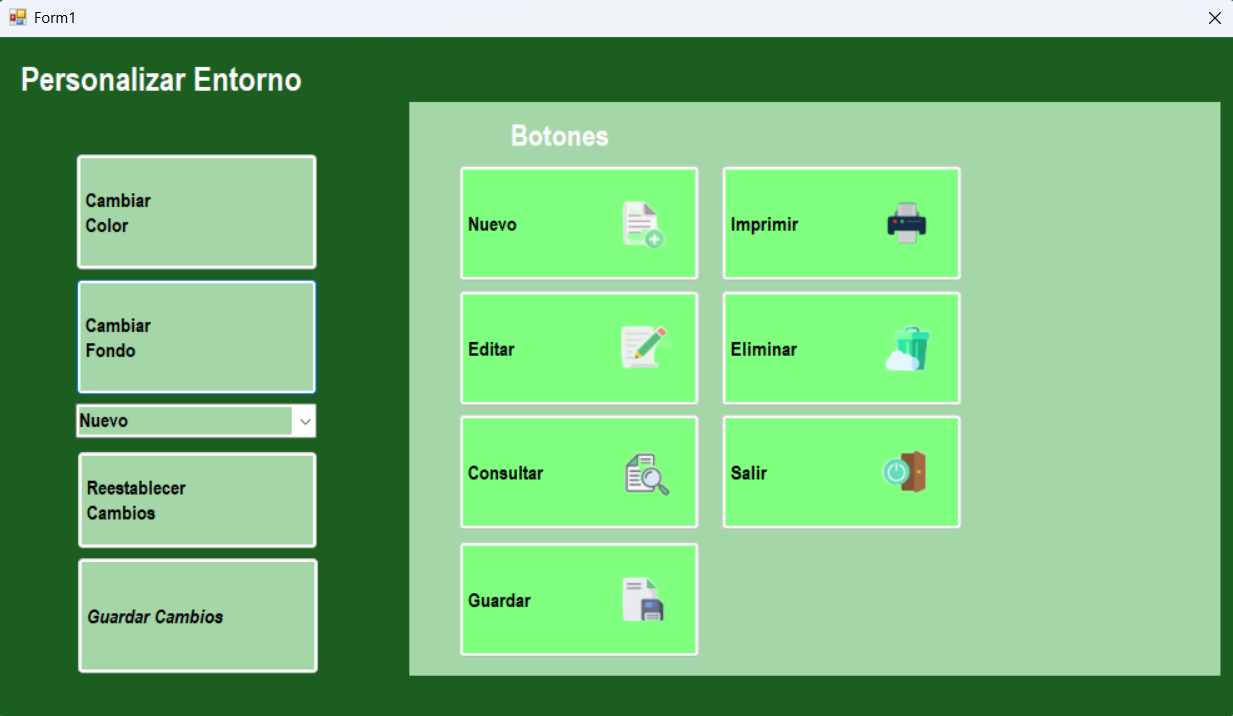 Form1
Personalizar Entorno
Cambiar
Color
Cambiar
Fondo
Nuevo
Reestablecer
Cambios
Guardar Cambios
Botones
Nuevo
Imprimir
Editar
Eliminar
Consultar
Salir
Guardar